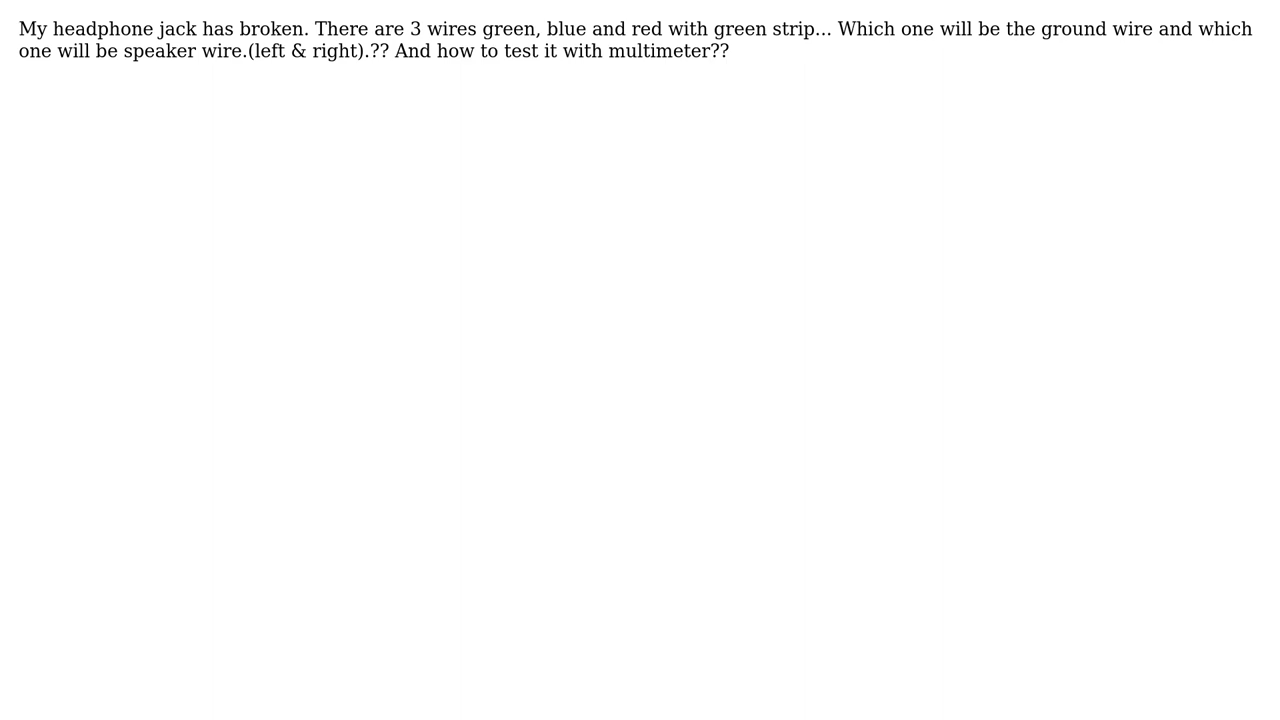 My headphone jack has broken. There are 3 wires green, blue and red with green strip... Which one will be the ground wire and which
one will be speaker wire.(left & right).?? And how to test it with multimeter??